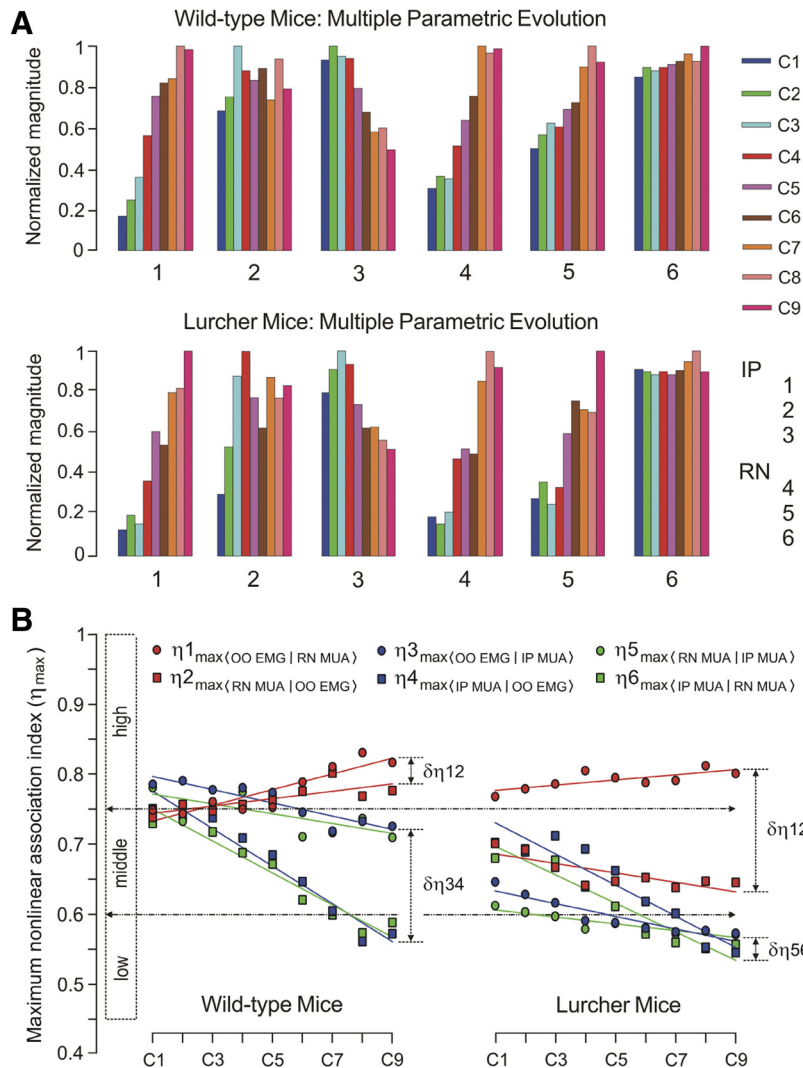 A
Wild-type Mice: Multiple Parametric Evolution
Normalized magnitude
1
0.8
0.6
0.4
0.2
0
1 2 3 4 5 6
C1
C2
C3
C4
C5
C6
C7
C8
C9
Lurcher Mice: Multiple Parametric Evolution
Normalized magnitude
1
0.8
0.6
0.4
0.2
0
1 2 3 4 5 6
IP
1
2
3
RN
4
5
6
B
Maximum nonlinear association index (ηmax)
1
0.9
0.8
0.7
0.6
0.5
0.4
high
middle
low
η1max⟨OO EMG | RN MUA⟩ η3max⟨OO EMG | IP MUA⟩ η5max⟨RN MUA | IP MUA⟩
η2max⟨RN MUA | OO EMG⟩ η4max⟨IP MUA | OO EMG⟩ η6max⟨IP MUA | RN MUA⟩
δη12
δη34
δη12
δη56
Wild-type Mice Lurcher Mice
C1 C3 C5 C7 C9 C1 C3 C5 C7 C9